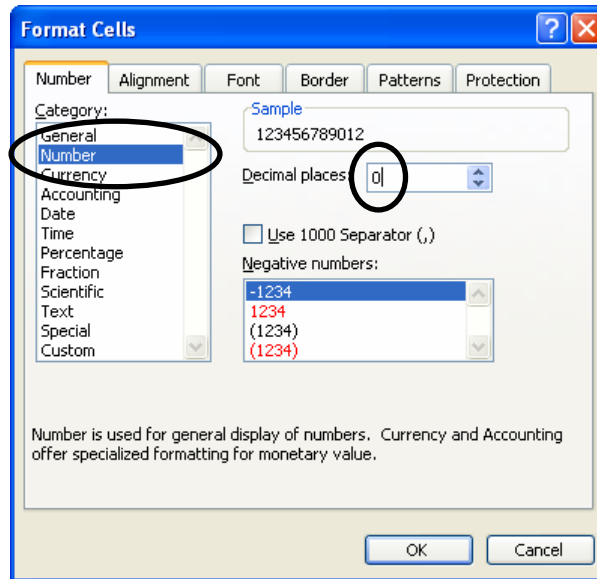 Format Cells
Number Alignment Font Border Patterns Protection
Category:
General
Number
Currency
Accounting
Date
Time
Percentage
Fraction
Scientific
Text
Special
Custom
Sample
123456789012
Decimal places: 0
Use 1000 Separator (,)
Negative numbers:
-1234
1234
(1234)
(1234)
Number is used for general display of numbers. Currency and Accounting
offer specialized formatting for monetary value.
OK Cancel